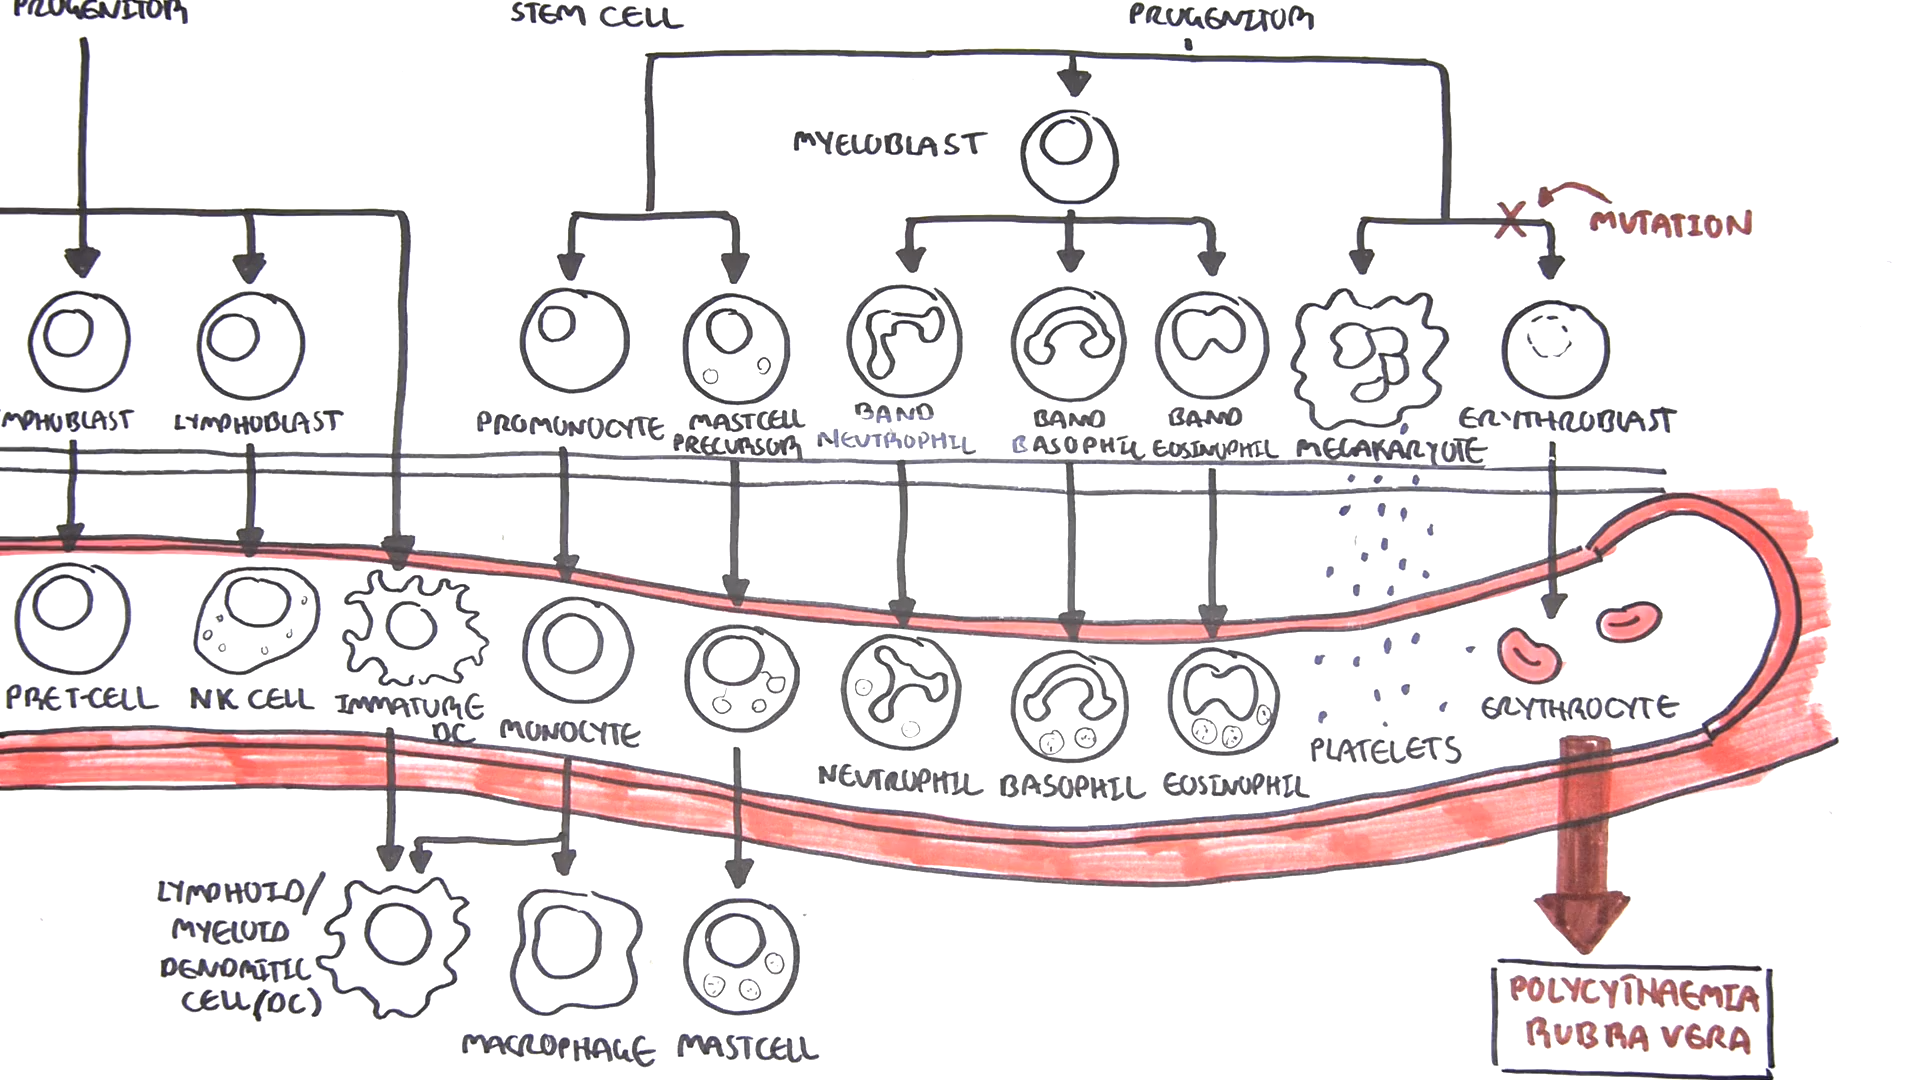 PROGENITOR
STEM CELL
PROGENITOR
MYELOBLAST
MUTATION
MPHOBLAST
LYMPHOBLAST
PROMONOCYTE
MASTCELL
PRECURSOR
BAND
NEUTROPHIL
BAND
BASOPHIL
BAND
EOSINOPHIL
MEGAKARYOTE
ERYTHROBLAST
PRE T-CELL
NK CELL
IMMATURE
DC
MONOCYTE
NEUTROPHIL
BASOPHIL
EOSINOPHIL
PLATELETS
ERYTHROCYTE
LYMPHOID/
MYELOID
DENDRITIC
CELL(DC)
MACROPHAGE
MASTCELL
POLYCYTHAEMIA
RUBRA VERA